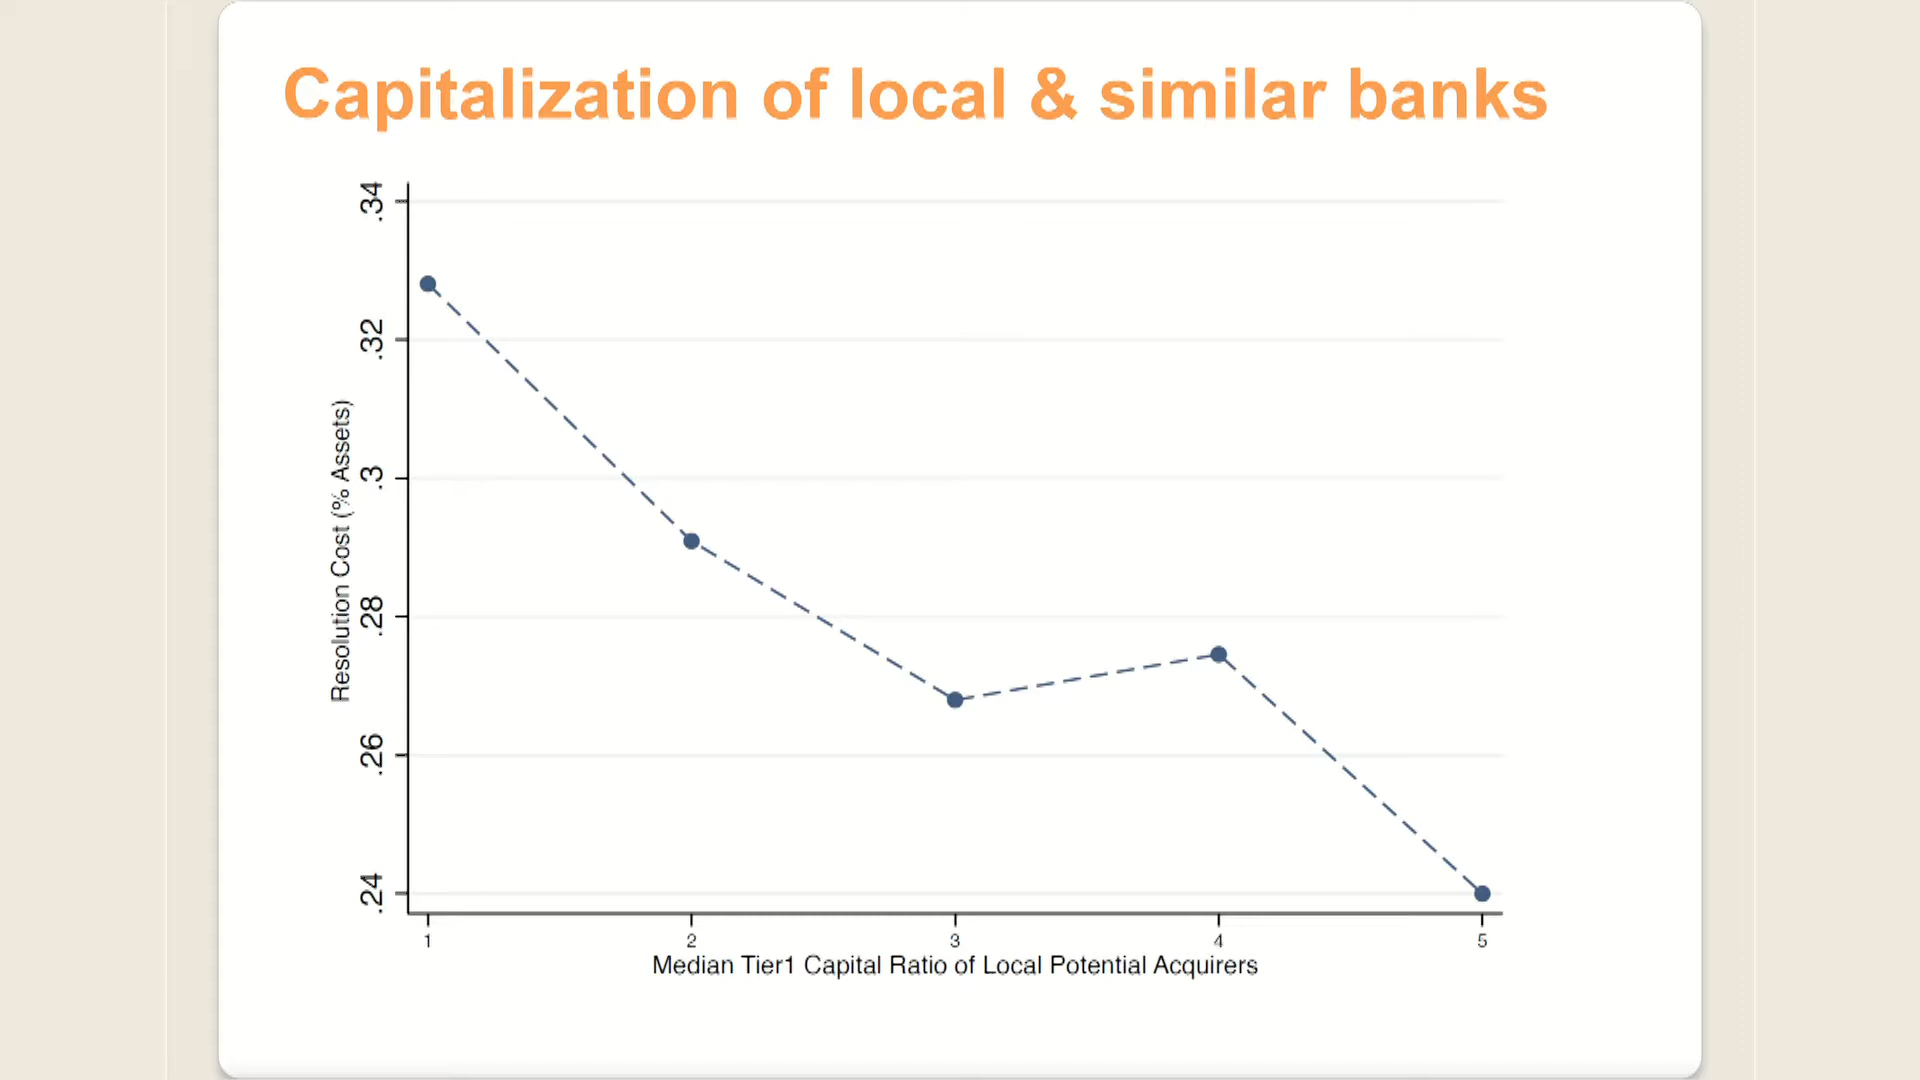 Capitalization of local & similar banks
.34
.32
.3
.28
.26
.24
Resolution Cost (% Assets)
1 2 3 4 5
Median Tier1 Capital Ratio of Local Potential Acquirers